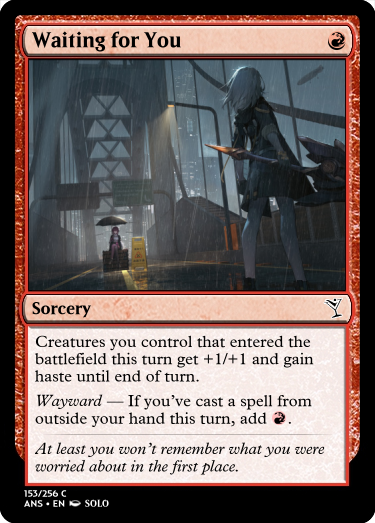 Waiting for You
Sorcery
Creatures you control that entered the
battlefield this turn get +1/+1 and gain
haste until end of turn.
Wayward — If you've cast a spell from
outside your hand this turn, add .
At least you won't remember what you were
worried about in the first place.
153/256 C
ANS • EN SOLO